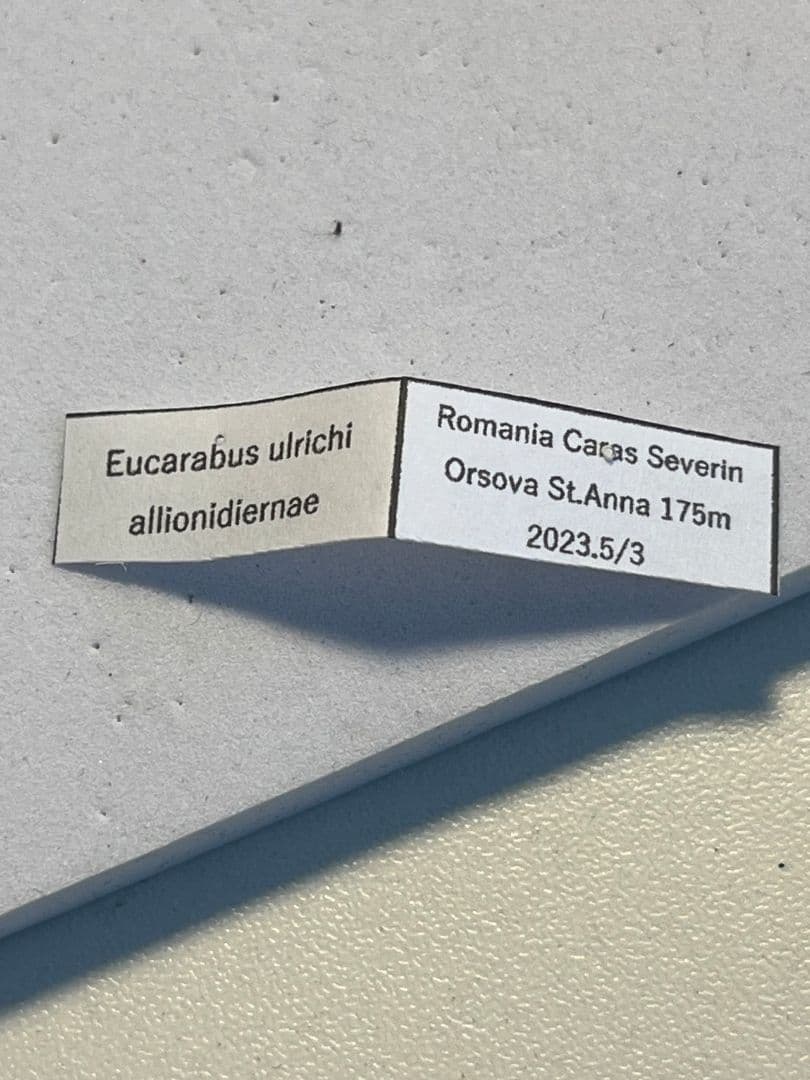 Eucarabus ulrichi
allionidiernae
Romania Caras Severin
Orsova St.Anna 175m
2023.5/3